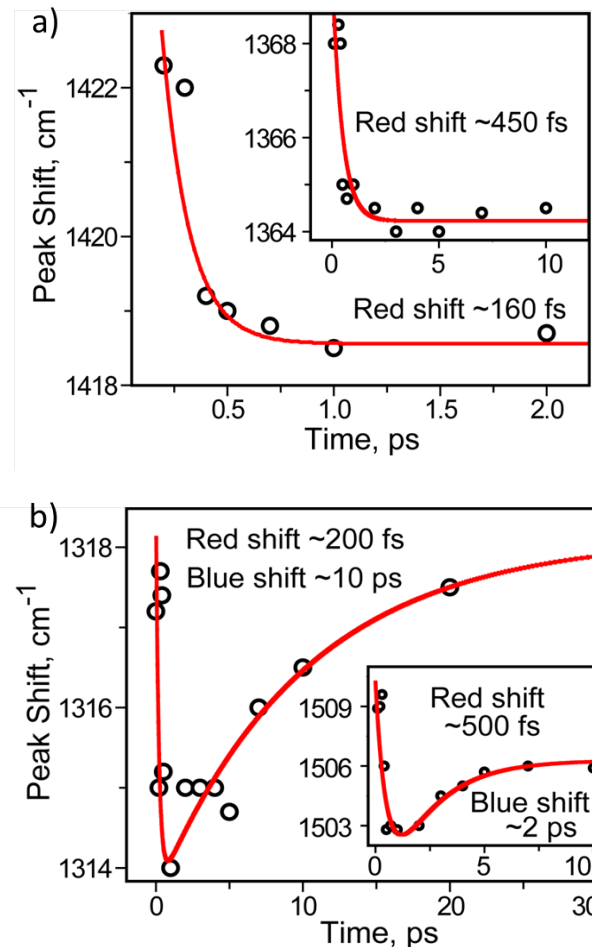 a)
1422
1420
1418
Peak Shift, cm⁻¹
0.5
1.0
1.5
2.0
Time, ps
Red shift ~160 fs
1368
1366
1364
Red shift ~450 fs
0
5
10
b)
1318
1316
1314
Peak Shift, cm⁻¹
Red shift ~200 fs
Blue shift ~10 ps
0
10
20
30
Time, ps
1509
1506
1503
Red shift
~500 fs
Blue shift
~2 ps
0
5
10